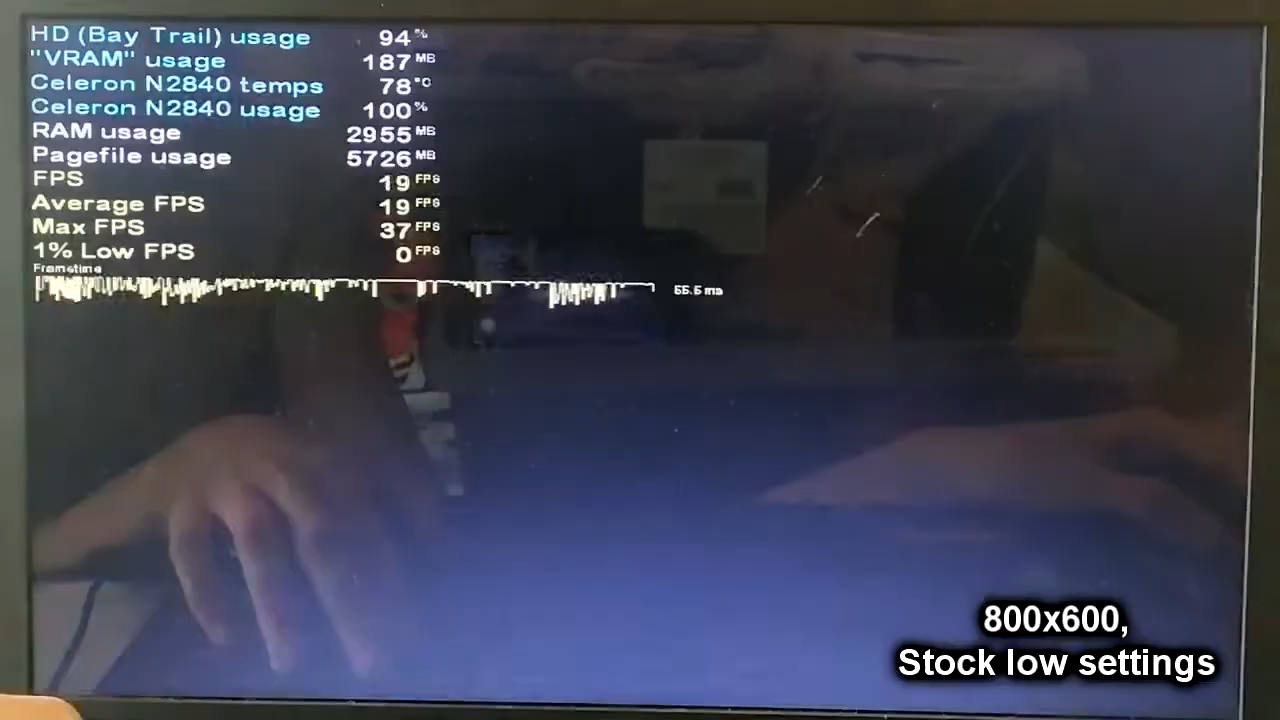 HD (Bay Trail) usage 94 %
"VRAM" usage 187 MB
Celeron N2840 temps 78 °C
Celeron N2840 usage 100 %
RAM usage 2955 MB
Pagefile usage 5726 MB
FPS 19 FPS
Average FPS 19 FPS
Max FPS 37 FPS
1% Low FPS 0 FPS
Frametime
55.5 ms
800x600,
Stock low settings